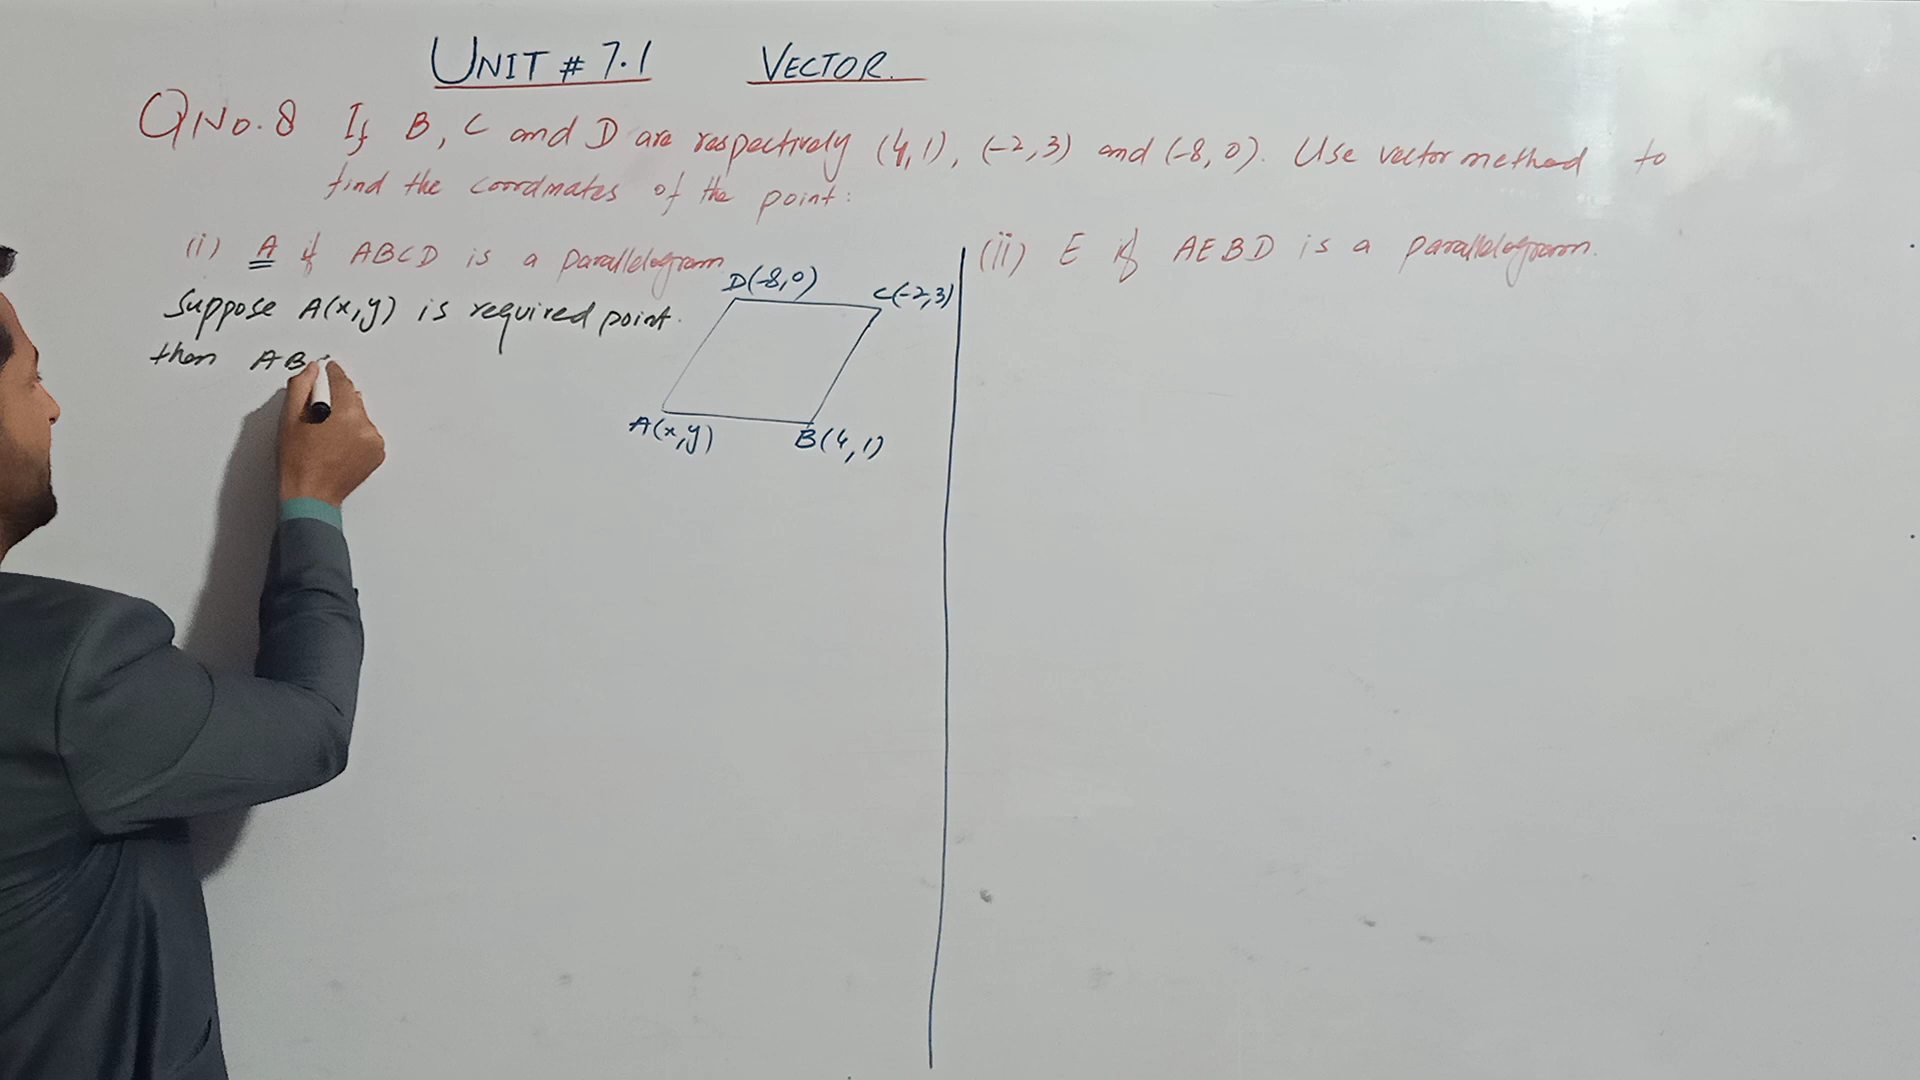 UNIT # 7.1 VECTOR.
Q No. 8 If B, C and D are respectively (4,1), (-2,3) and (-8,0). Use vector method to
find the coordinates of the point:
(i) A if ABCD is a parallelogram
(ii) E if AEBD is a parallelogram.
Suppose A(x,y) is required point.
then AB
D(-8,0)
C(-2,3)
A(x,y)
B(4,1)